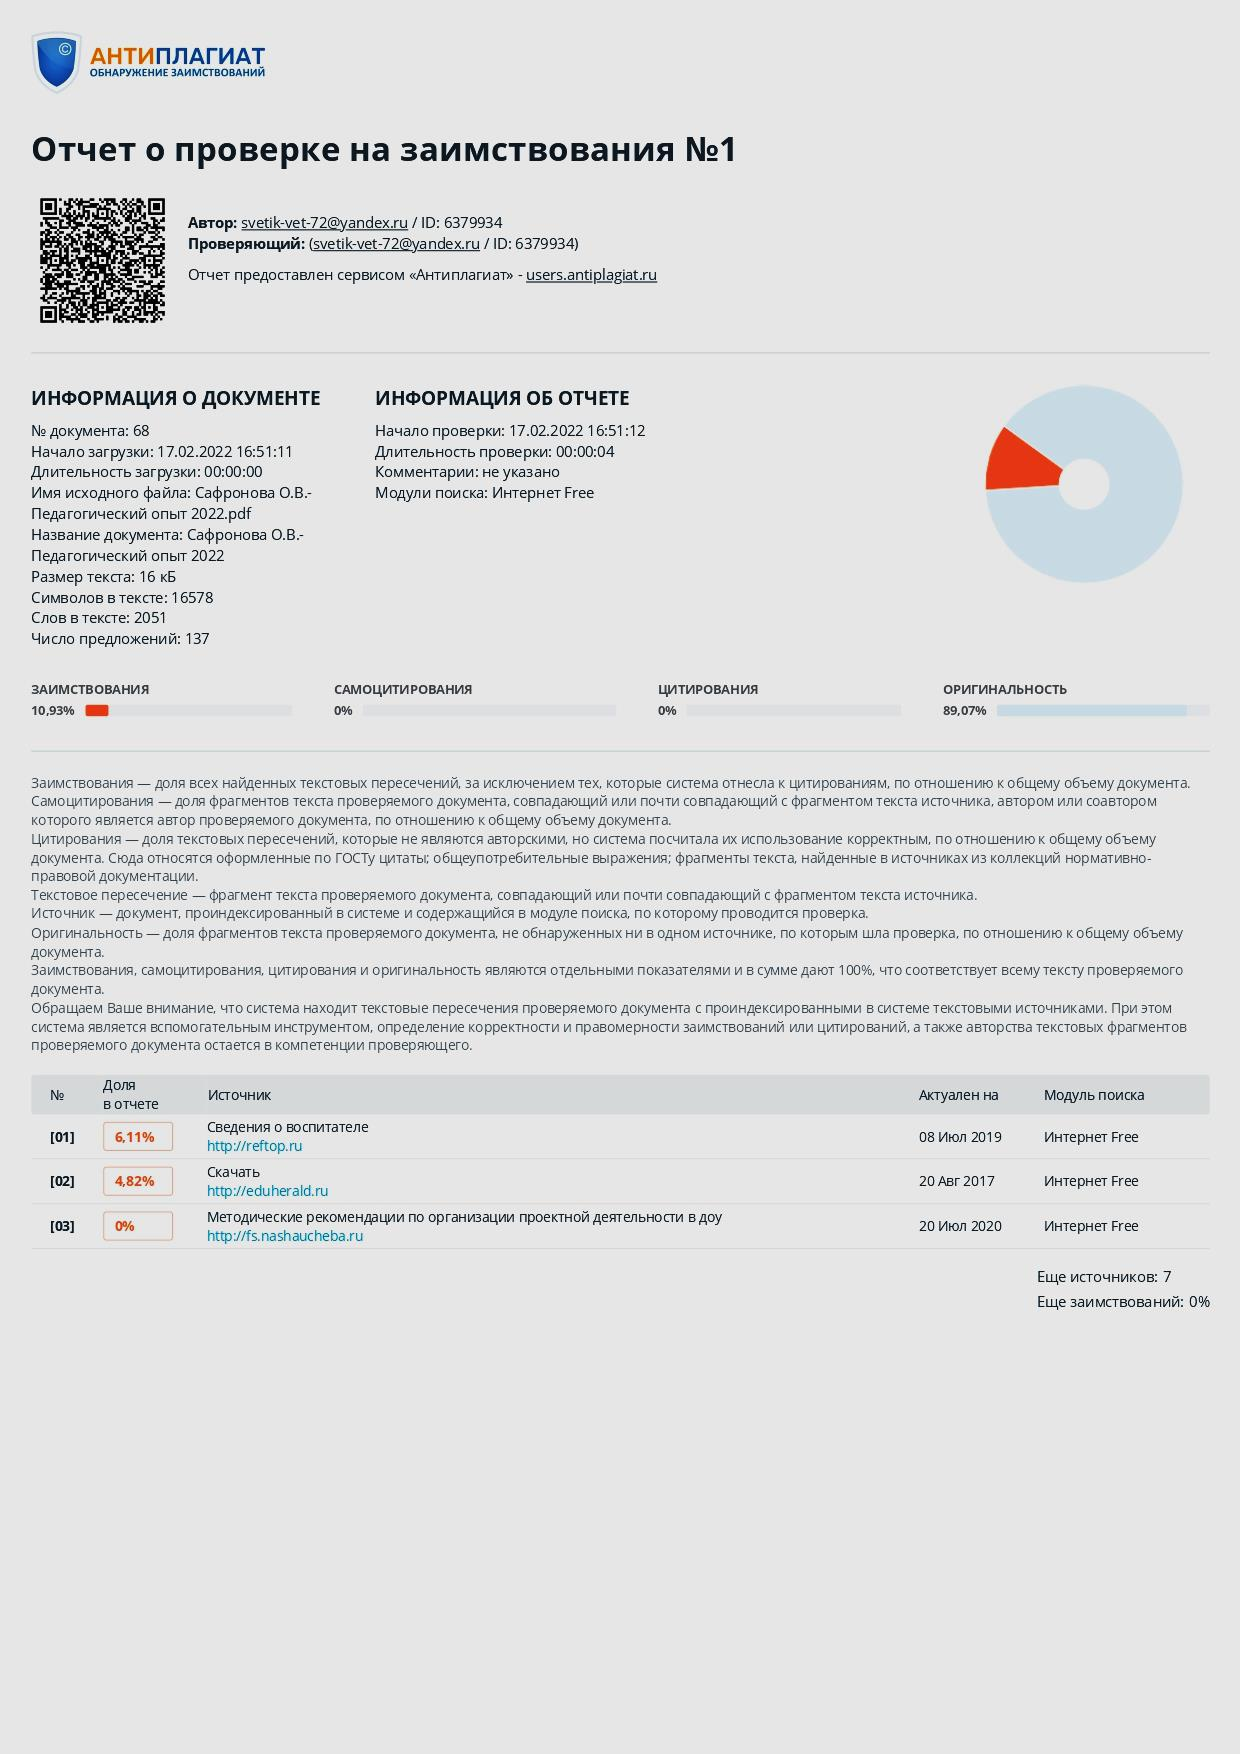 ©
АНТИПЛАГИАТ
ОБНАРУЖЕНИЕ ЗАИМСТВОВАНИЙ
Отчет о проверке на заимствования №1
Автор: svetik-vet-72@yandex.ru / ID: 6379934
Проверяющий: (svetik-vet-72@yandex.ru / ID: 6379934)
Отчет предоставлен сервисом «Антиплагиат» - users.antiplagiat.ru
ИНФОРМАЦИЯ О ДОКУМЕНТЕ
№ документа: 68
Начало загрузки: 17.02.2022 16:51:11
Длительность загрузки: 00:00:00
Имя исходного файла: Сафронова О.В.-
Педагогический опыт 2022.pdf
Название документа: Сафронова О.В.-
Педагогический опыт 2022
Размер текста: 16 кБ
Символов в тексте: 16578
Слов в тексте: 2051
Число предложений: 137
ИНФОРМАЦИЯ ОБ ОТЧЕТЕ
Начало проверки: 17.02.2022 16:51:12
Длительность проверки: 00:00:04
Комментарии: не указано
Модули поиска: Интернет Free
ЗАИМСТВОВАНИЯ
10,93%
САМОЦИТИРОВАНИЯ
0%
ЦИТИРОВАНИЯ
0%
ОРИГИНАЛЬНОСТЬ
89,07%
Заимствования — доля всех найденных текстовых пересечений, за исключением тех, которые система отнесла к цитированиям, по отношению к общему объему документа.
Самоцитирования — доля фрагментов текста проверяемого документа, совпадающий или почти совпадающий с фрагментом текста источника, автором или соавтором
которого является автор проверяемого документа, по отношению к общему объему документа.
Цитирования — доля текстовых пересечений, которые не являются авторскими, но система посчитала их использование корректным, по отношению к общему объему
документа. Сюда относятся оформленные по ГОСТу цитаты; общеупотребительные выражения; фрагменты текста, найденные в источниках из коллекций нормативно-
правовой документации.
Текстовое пересечение — фрагмент текста проверяемого документа, совпадающий или почти совпадающий с фрагментом текста источника.
Источник — документ, проиндексированный в системе и содержащийся в модуле поиска, по которому проводится проверка.
Оригинальность — доля фрагментов текста проверяемого документа, не обнаруженных ни в одном источнике, по которым шла проверка, по отношению к общему объему
документа.
Заимствования, самоцитирования, цитирования и оригинальность являются отдельными показателями и в сумме дают 100%, что соответствует всему тексту проверяемого
документа.
Обращаем Ваше внимание, что система находит текстовые пересечения проверяемого документа с проиндексированными в системе текстовыми источниками. При этом
система является вспомогательным инструментом, определение корректности и правомерности заимствований или цитирований, а также авторства текстовых фрагментов
проверяемого документа остается в компетенции проверяющего.
№ Доля в отчете Источник Актуален на Модуль поиска
[01] 6,11% Сведения о воспитателе 08 Июл 2019 Интернет Free
http://reftop.ru
[02] 4,82% Скачать 20 Авг 2017 Интернет Free
http://eduherald.ru
[03] 0% Методические рекомендации по организации проектной деятельности в доу 20 Июл 2020 Интернет Free
http://fs.nashaucheba.ru
Еще источников: 7
Еще заимствований: 0%